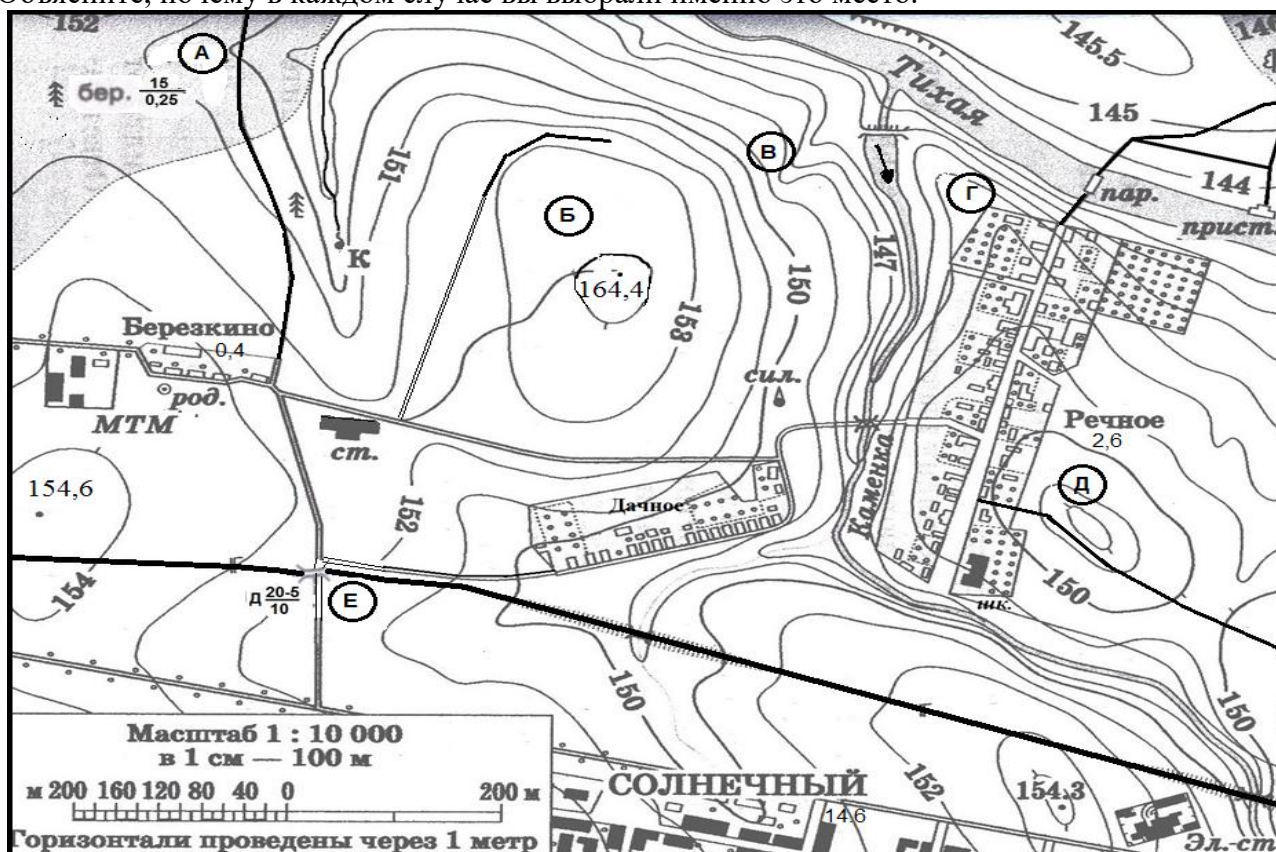 Объясните, почему в каждом случае вы выбрали именно это место.
152
А
бер. 15
0,25
145.5
Тихая
145
144
пар.
прист.
151
В
Г
Б
К
164,4
147
150
153
сил.
Березкино
0,4
род.
МТМ
ст.
Речное
2,6
Д
154,6
152
Дачное
Каменка
150
шк.
154
Д 20-5
10
Е
150
150
Масштаб 1 : 10 000
в 1 см — 100 м
м 200 160 120 80 40 0 200 м
Горизонтали проведены через 1 метр
СОЛНЕЧНЫЙ
14.6
152
154.3
Эл.-ст